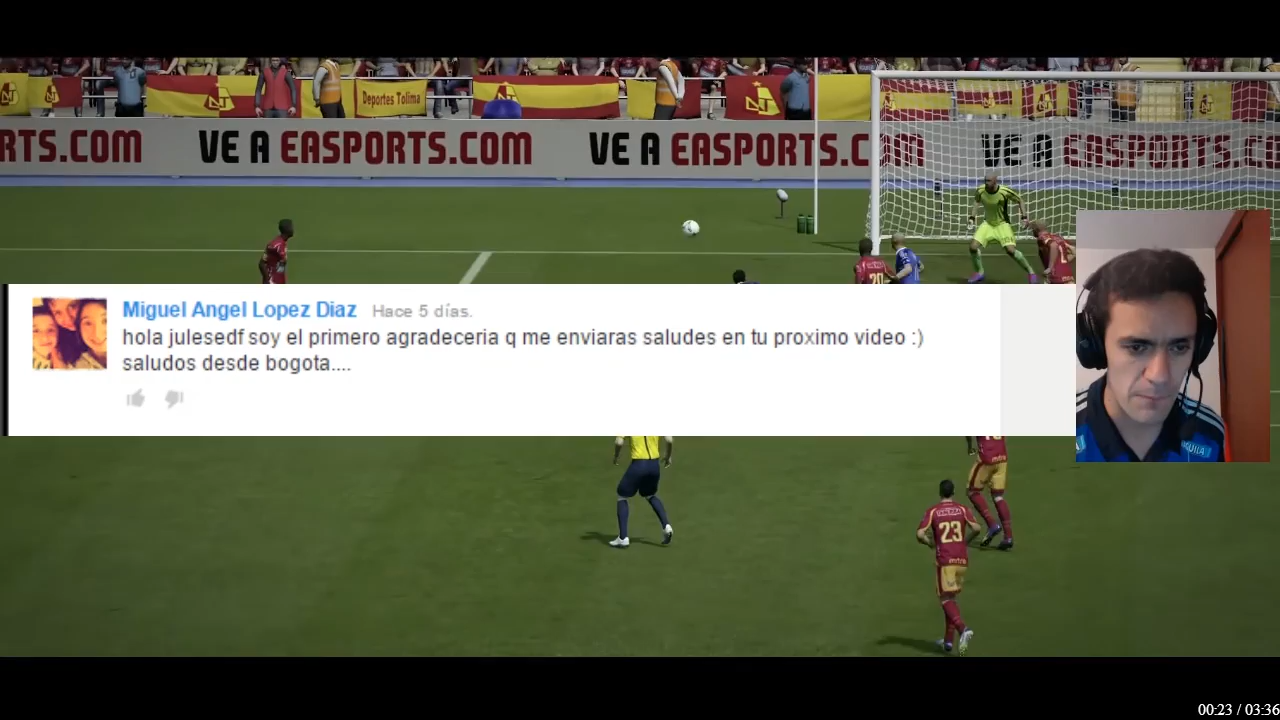 Deportes Tolima
RTS.COM VE A EASPORTS.COM VE A EASPORTS.COM VE A EASPORTS.C
20
Miguel Angel Lopez Diaz Hace 5 días.
hola julesedf soy el primero agradeceria q me enviaras saludes en tu proximo video :)
saludos desde bogota....
23
00:23 / 03:36